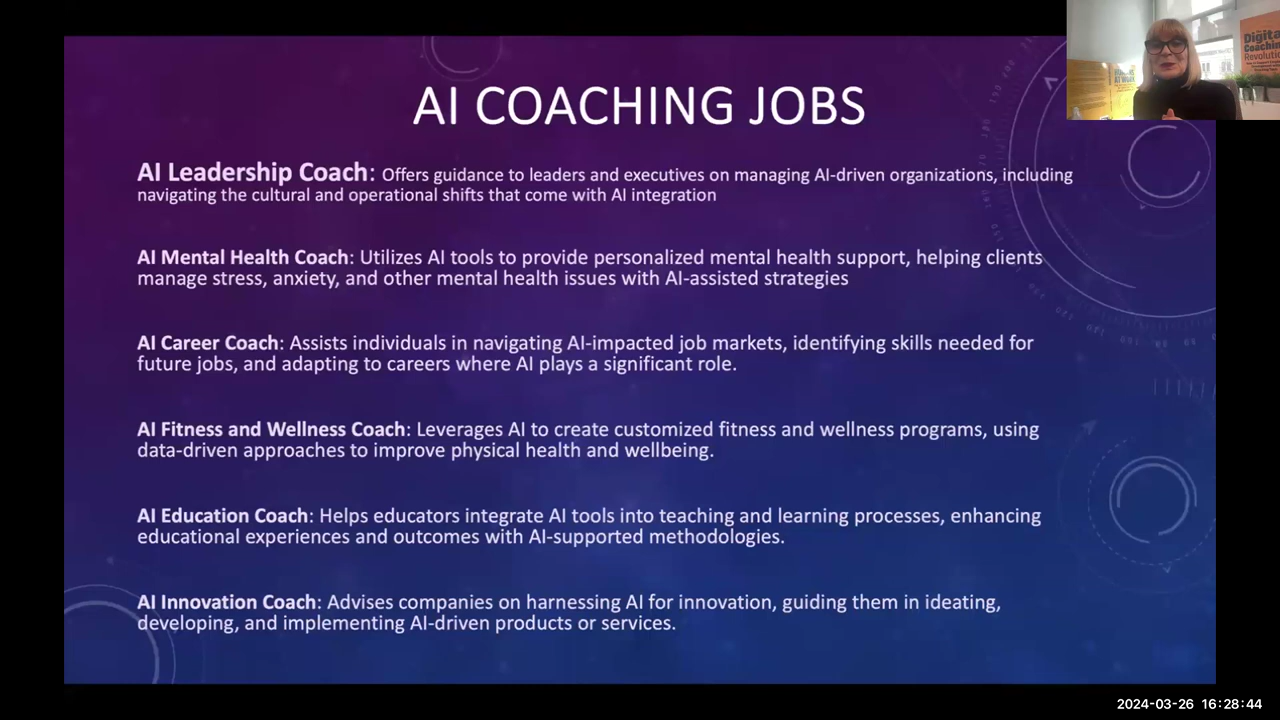 AI COACHING JOBS
AI Leadership Coach: Offers guidance to leaders and executives on managing AI-driven organizations, including
navigating the cultural and operational shifts that come with AI integration
AI Mental Health Coach: Utilizes AI tools to provide personalized mental health support, helping clients
manage stress, anxiety, and other mental health issues with AI-assisted strategies
AI Career Coach: Assists individuals in navigating AI-impacted job markets, identifying skills needed for
future jobs, and adapting to careers where AI plays a significant role.
AI Fitness and Wellness Coach: Leverages AI to create customized fitness and wellness programs, using
data-driven approaches to improve physical health and wellbeing.
AI Education Coach: Helps educators integrate AI tools into teaching and learning processes, enhancing
educational experiences and outcomes with AI-supported methodologies.
AI Innovation Coach: Advises companies on harnessing AI for innovation, guiding them in ideating,
developing, and implementing AI-driven products or services.
Digita
Coachin
Revolutio
2024-03-26 16:28:44